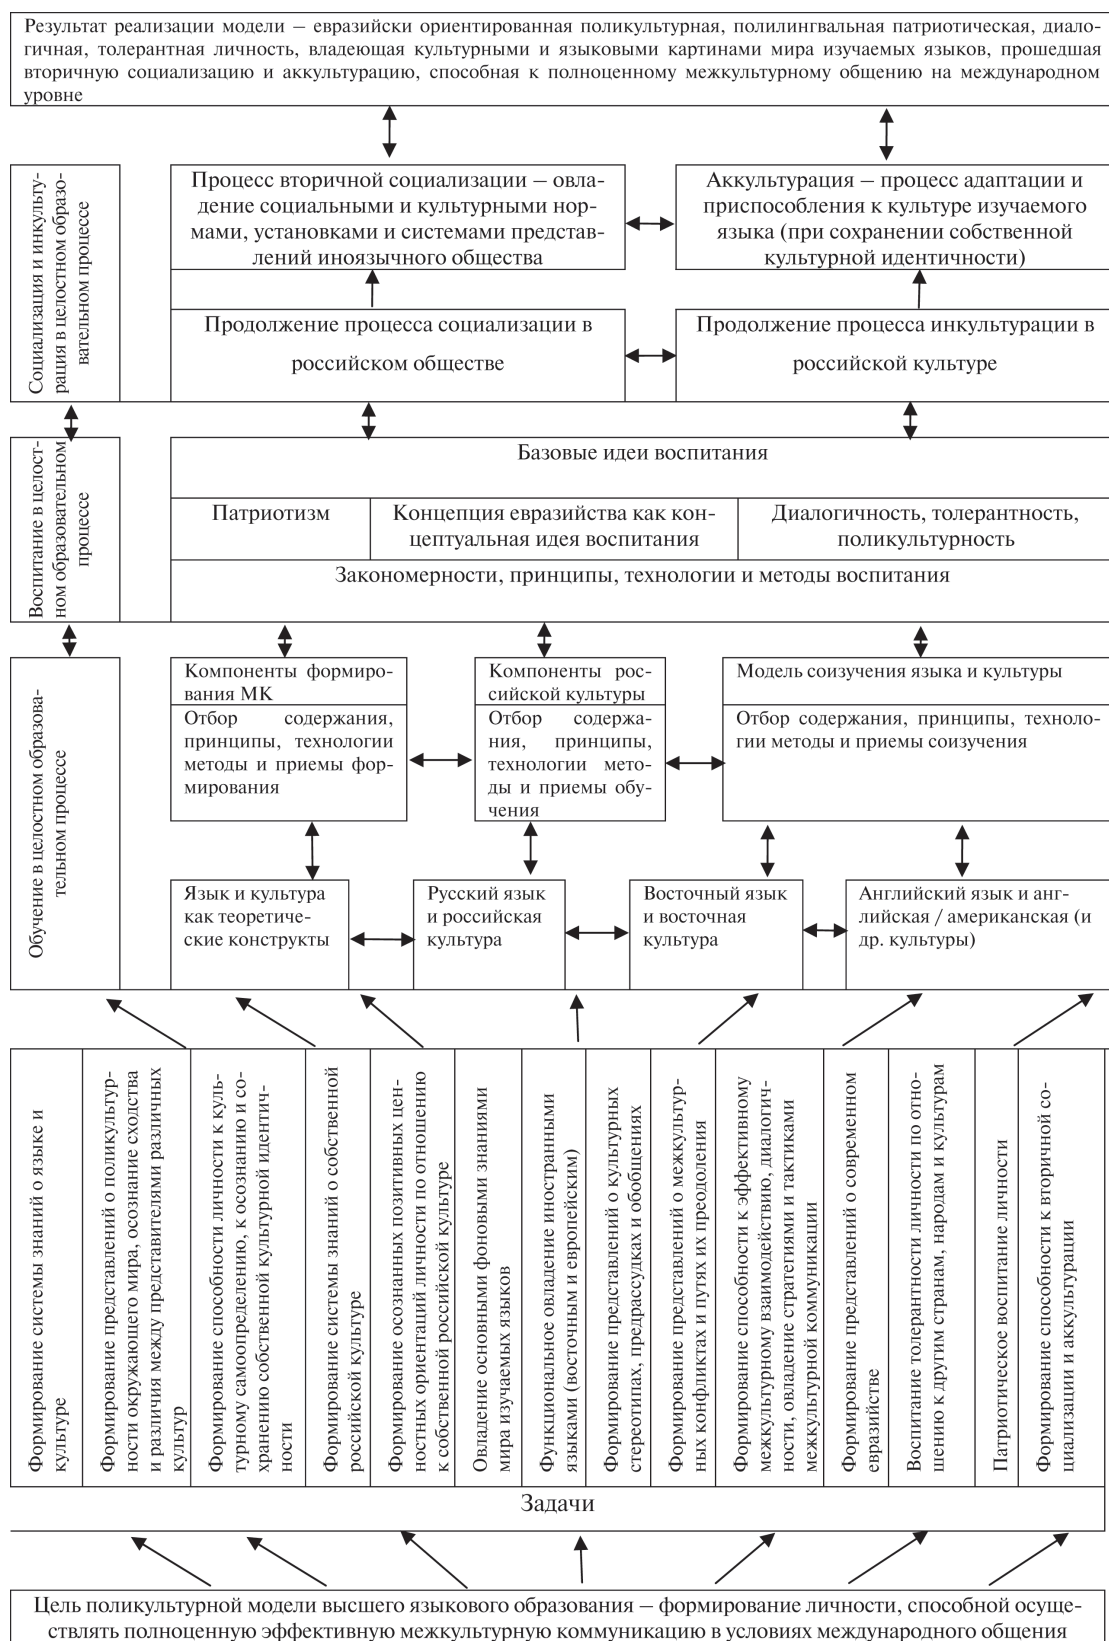 Результат реализации модели – евразийски ориентированная поликультурная, полилингвальная патриотическая, диало-
гичная, толерантная личность, владеющая культурными и языковыми картинами мира изучаемых языков, прошедшая
вторичную социализацию и аккультурацию, способная к полноценному межкультурному общению на международном
уровне
Социализация и инкульту-
рация в целостном образо-
вательном процессе
Процесс вторичной социализации – овла-
дение социальными и культурными нор-
мами, установками и системами представ-
лений иноязычного общества
Аккультурация – процесс адаптации и
приспособления к культуре изучаемого
языка (при сохранении собственной
культурной идентичности)
Продолжение процесса социализации в
российском обществе
Продолжение процесса инкультурации в
российской культуре
Воспитание в целост-
ном образовательном
процессе
Базовые идеи воспитания
Патриотизм
Концепция евразийства как кон-
цептуальная идея воспитания
Диалогичность, толерантность,
поликультурность
Закономерности, принципы, технологии и методы воспитания
Обучение в целостном образова-
тельном процессе
Компоненты формиро-
вания МК
Отбор содержания,
принципы, технологии
методы и приемы фор-
мирования
Компоненты рос-
сийской культуры
Отбор содержа-
ния, принципы,
технологии мето-
ды и приемы обу-
чения
Модель соизучения языка и культуры
Отбор содержания, принципы, техноло-
гии методы и приемы соизучения
Язык и культура
как теоретиче-
ские конструкты
Русский язык
и российская
культура
Восточный язык
и восточная
культура
Английский язык и анг-
лийская / американская (и
др. культуры)
Формирование системы знаний о языке и
культуре
Формирование представлений о поликультур-
ности окружающего мира, осознание сходства
и различия между представителями различных
культур
Формирование способности личности к куль-
турному самоопределению, к осознанию и со-
хранению собственной культурной идентич-
ности
Формирование системы знаний о собственной
российской культуре
Формирование осознанных позитивных цен-
ностных ориентаций личности по отношению
к собственной российской культуре
Овладение основными фоновыми знаниями
мира изучаемых языков
Функциональное овладение иностранными
языками (восточным и европейским)
Формирование представлений о культурных
стереотипах, предрассудках и обобщениях
Формирование представлений о межкультур-
ных конфликтах и путях их преодоления
Формирование способности к эффективному
межкультурному взаимодействию, диалогич-
ности, овладение стратегиями и тактиками
межкультурной коммуникации
Формирование представлений о современном
евразийстве
Воспитание толерантности личности по отно-
шению к другим странам, народам и культурам
Патриотическое воспитание личности
Формирование способности к вторичной со-
циализации и аккультурации
Задачи
Цель поликультурной модели высшего языкового образования – формирование личности, способной осуще-
ствлять полноценную эффективную межкультурную коммуникацию в условиях международного общения